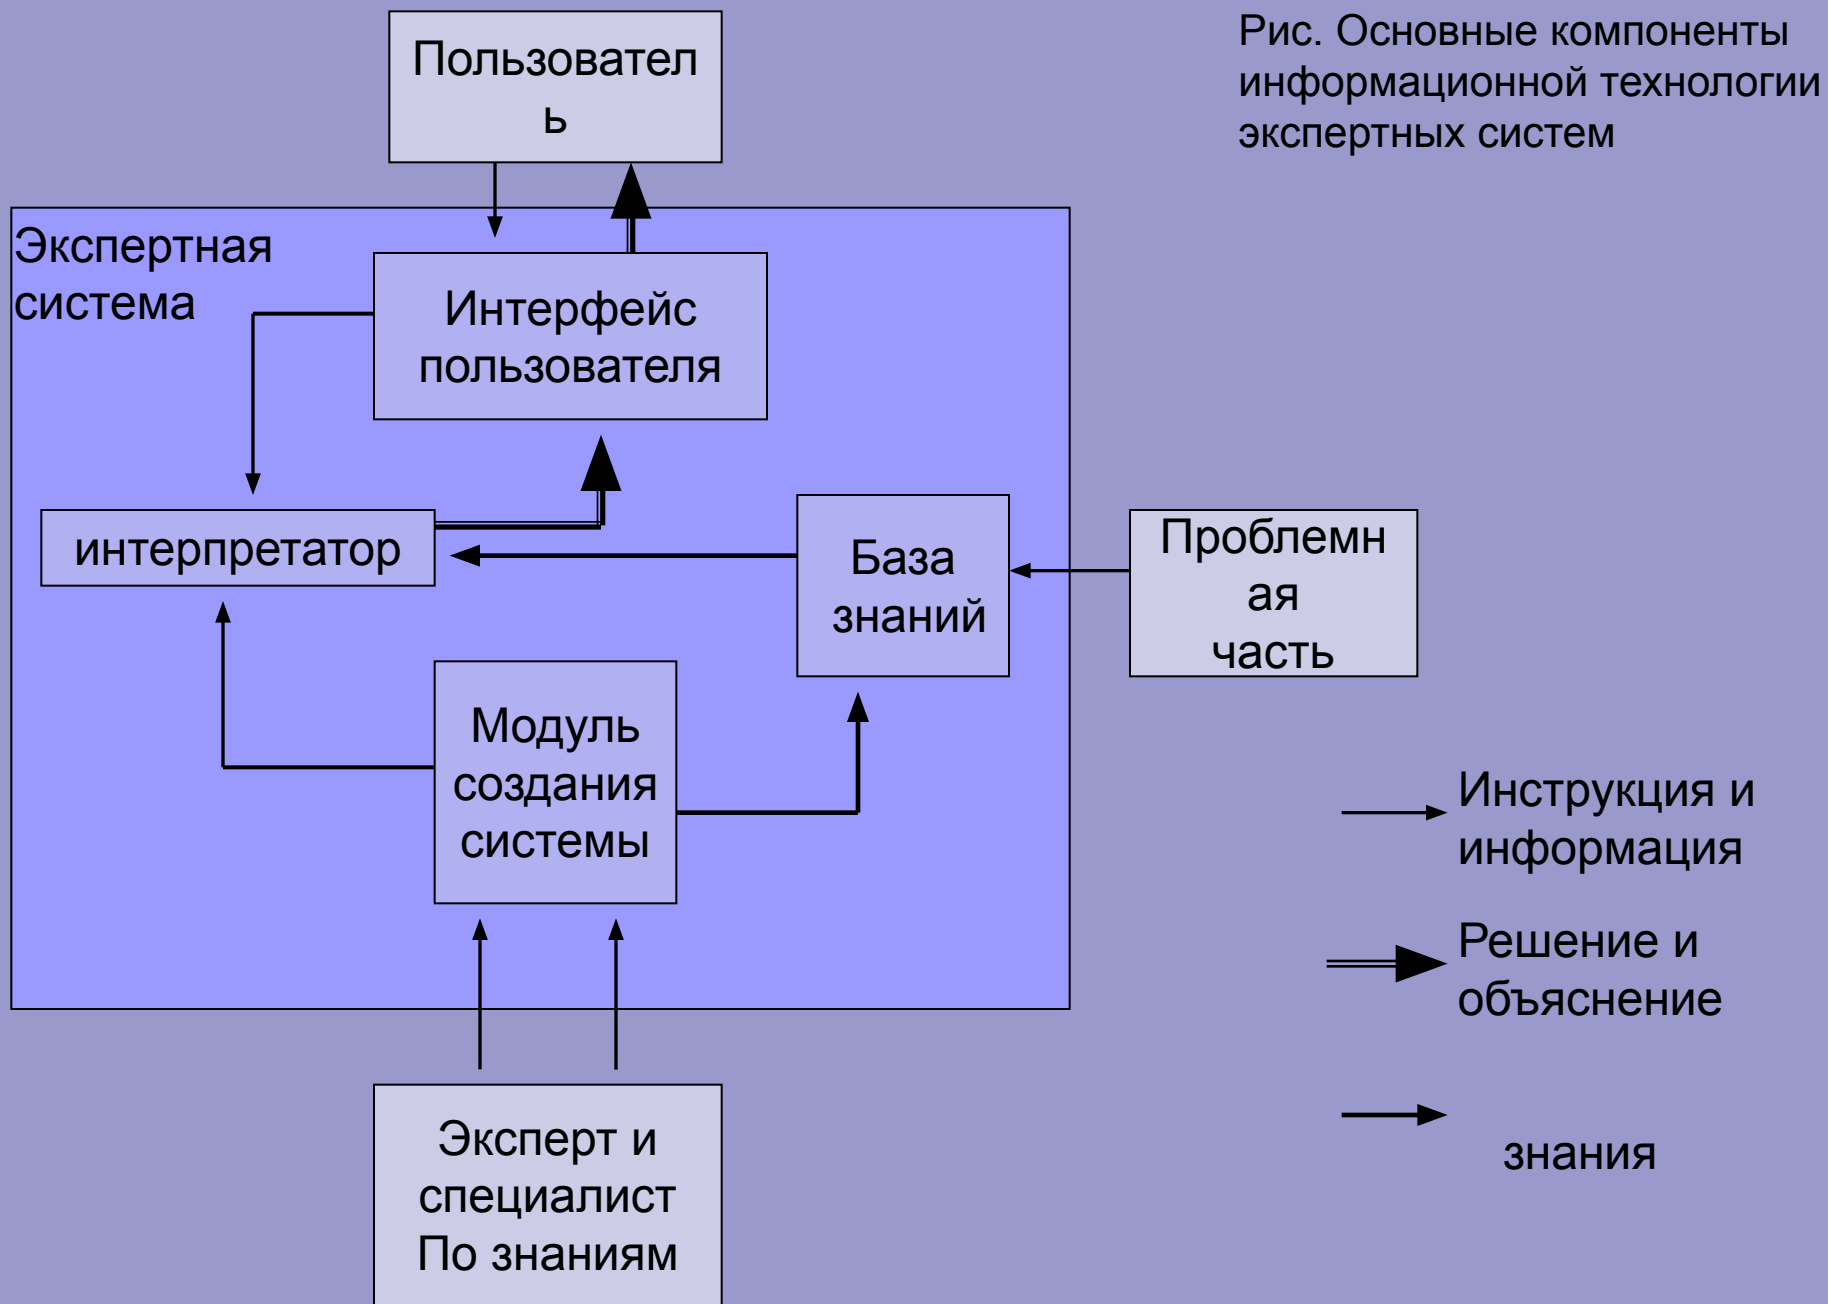 Рис. Основные компоненты
информационной технологии
экспертных систем
Пользовател
ь
Экспертная
система
Интерфейс
пользователя
интерпретатор
База
знаний
Проблемн
ая
часть
Модуль
создания
системы
Инструкция и
информация
Решение и
объяснение
знания
Эксперт и
специалист
По знаниям